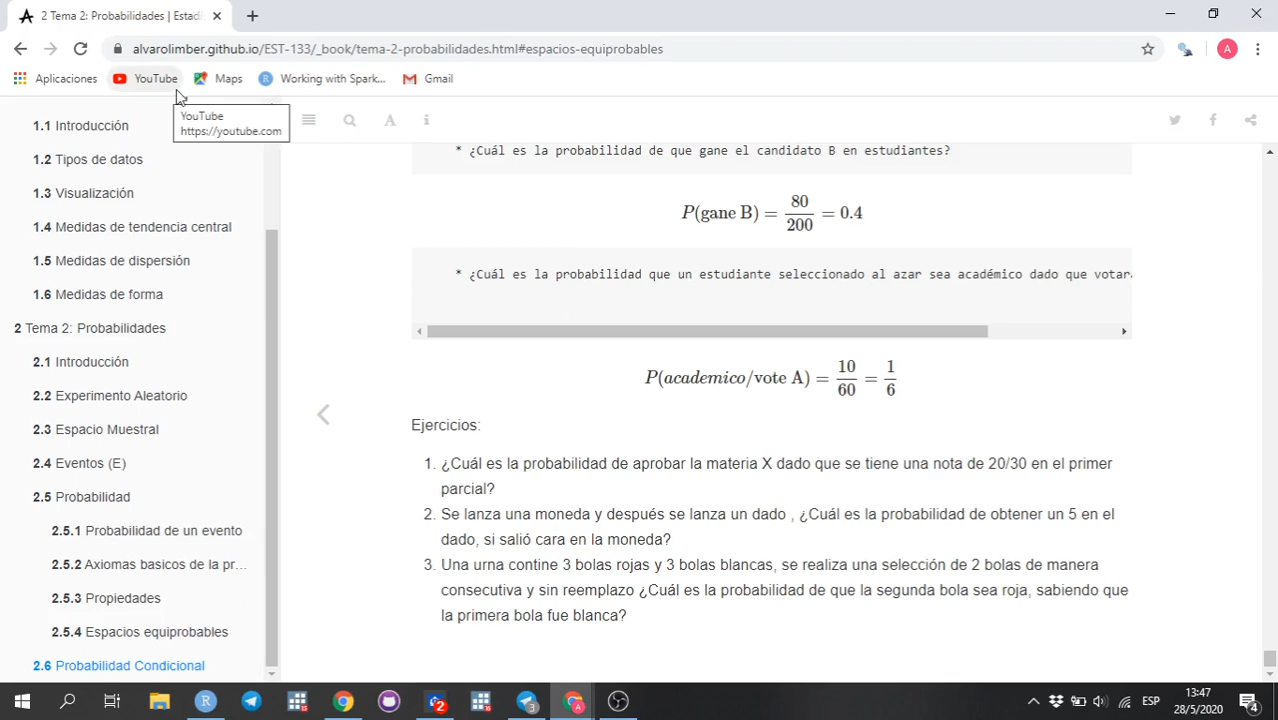 2 Tema 2: Probabilidades | Estadí
alvarolimber.github.io/EST-133/_book/tema-2-probabilidades.html#espacios-equiprobables
A
Aplicaciones
YouTube
Maps
Working with Spark...
Gmail
YouTube
https://youtube.com
1.1 Introducción
1.2 Tipos de datos
1.3 Visualización
1.4 Medidas de tendencia central
1.5 Medidas de dispersión
1.6 Medidas de forma
2 Tema 2: Probabilidades
2.1 Introducción
2.2 Experimento Aleatorio
2.3 Espacio Muestral
2.4 Eventos (E)
2.5 Probabilidad
2.5.1 Probabilidad de un evento
2.5.2 Axiomas basicos de la pr...
2.5.3 Propiedades
2.5.4 Espacios equiprobables
2.6 Probabilidad Condicional
A
i
* ¿Cuál es la probabilidad de que gane el candidato B en estudiantes?
P(gane B) = 80/200 = 0.4
* ¿Cuál es la probabilidad que un estudiante seleccionado al azar sea académico dado que votar
P(academico/vote A) = 10/60 = 1/6
Ejercicios:
1. ¿Cuál es la probabilidad de aprobar la materia X dado que se tiene una nota de 20/30 en el primer
parcial?
2. Se lanza una moneda y después se lanza un dado , ¿Cuál es la probabilidad de obtener un 5 en el
dado, si salió cara en la moneda?
3. Una urna contine 3 bolas rojas y 3 bolas blancas, se realiza una selección de 2 bolas de manera
consecutiva y sin reemplazo ¿Cuál es la probabilidad de que la segunda bola sea roja, sabiendo que
la primera bola fue blanca?
R
2
3
A
ESP
13:47
28/5/2020
4